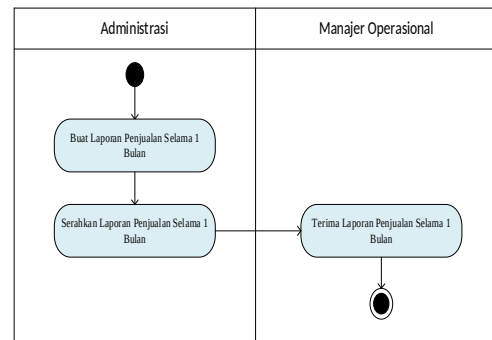 Administrasi
Manajer Operasional
Buat Laporan Penjualan Selama 1
Bulan
Serahkan Laporan Penjualan Selama 1
Bulan
Terima Laporan Penjualan Selama 1
Bulan